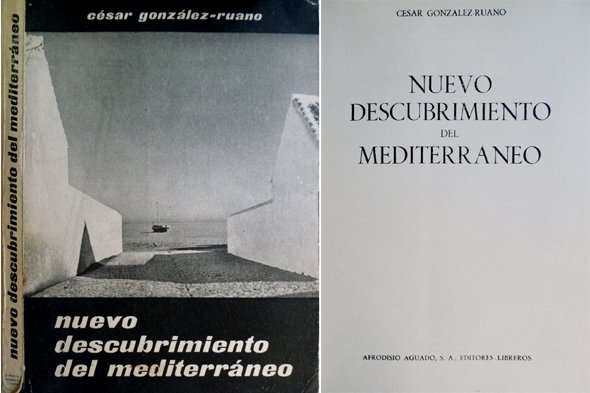 nuevo descubrimiento del mediterráneo
césar gonzález-ruano
nuevo
descubrimiento
del mediterráneo
CESAR GONZALEZ-RUANO
NUEVO
DESCUBRIMIENTO
DEL
MEDITERRANEO
AFRODISIO AGUADO, S. A., EDITORES LIBREROS